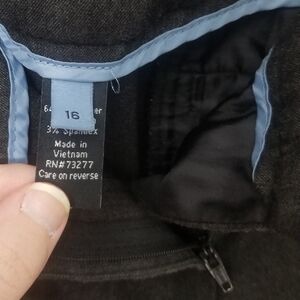 16
3% Spandex
Made in
Vietnam
RN#73277
Care on reverse